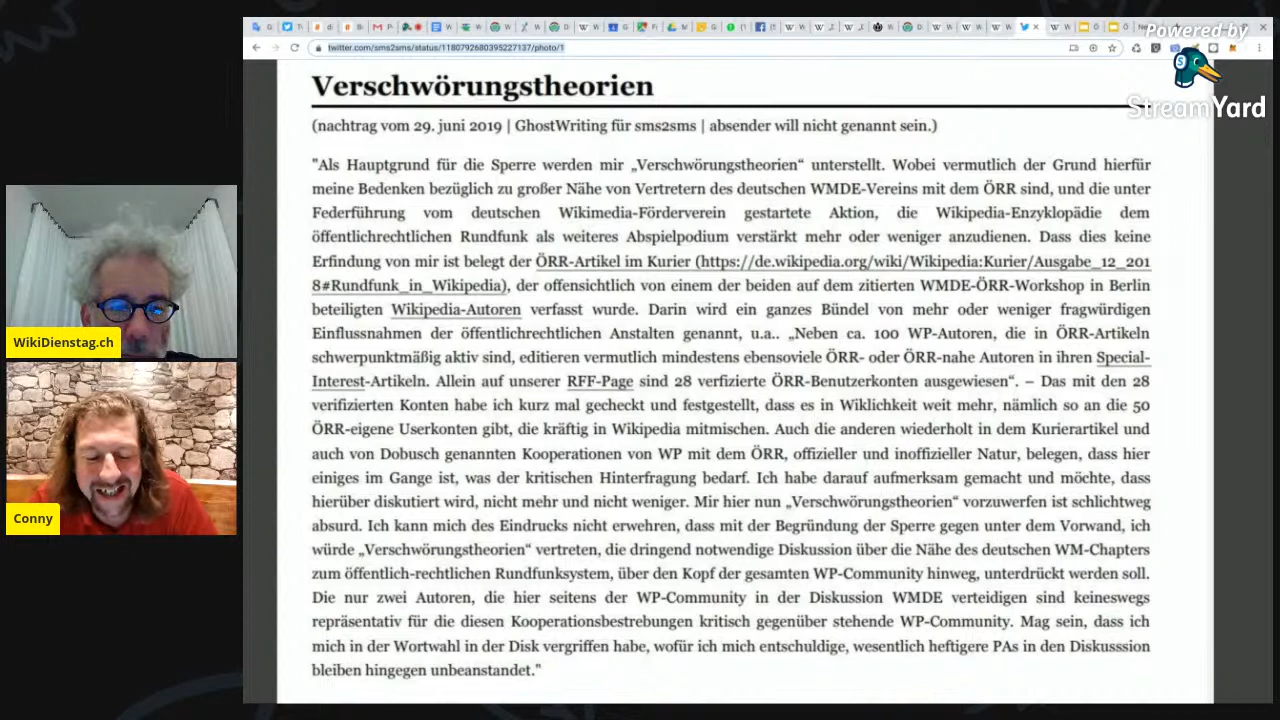 twitter.com/sms2sms/status/1180792680395227137/photo/1
Powered by
StreamYard
Verschwörungstheorien
(nachtrag vom 29. juni 2019 | GhostWriting für sms2sms | absender will nicht genannt sein.)
"Als Hauptgrund für die Sperre werden mir „Verschwörungstheorien“ unterstellt. Wobei vermutlich der Grund hierfür
meine Bedenken bezüglich zu großer Nähe von Vertretern des deutschen WMDE-Vereins mit dem ÖRR sind, und die unter
Federführung vom deutschen Wikimedia-Förderverein gestartete Aktion, die Wikipedia-Enzyklopädie dem
öffentlichrechtlichen Rundfunk als weiteres Abspielpodium verstärkt mehr oder weniger anzudienen. Dass dies keine
Erfindung von mir ist belegt der ÖRR-Artikel im Kurier (https://de.wikipedia.org/wiki/Wikipedia:Kurier/Ausgabe_12_201
8#Rundfunk_in_Wikipedia), der offensichtlich von einem der beiden auf dem zitierten WMDE-ÖRR-Workshop in Berlin
beteiligten Wikipedia-Autoren verfasst wurde. Darin wird ein ganzes Bündel von mehr oder weniger fragwürdigen
Einflussnahmen der öffentlichrechtlichen Anstalten genannt, u.a.. „Neben ca. 100 WP-Autoren, die in ÖRR-Artikeln
schwerpunktmäßig aktiv sind, editieren vermutlich mindestens ebensoviele ÖRR- oder ÖRR-nahe Autoren in ihren Special-
Interest-Artikeln. Allein auf unserer RFF-Page sind 28 verfizierte ÖRR-Benutzerkonten ausgewiesen“. – Das mit den 28
verifizierten Konten habe ich kurz mal gecheckt und festgestellt, dass es in Wiklichkeit weit mehr, nämlich so an die 50
ÖRR-eigene Userkonten gibt, die kräftig in Wikipedia mitmischen. Auch die anderen wiederholt in dem Kurierartikel und
auch von Dobusch genannten Kooperationen von WP mit dem ÖRR, offizieller und inoffizieller Natur, belegen, dass hier
einiges im Gange ist, was der kritischen Hinterfragung bedarf. Ich habe darauf aufmerksam gemacht und möchte, dass
hierüber diskutiert wird, nicht mehr und nicht weniger. Mir hier nun „Verschwörungstheorien“ vorzuwerfen ist schlichtweg
absurd. Ich kann mich des Eindrucks nicht erwehren, dass mit der Begründung der Sperre gegen unter dem Vorwand, ich
würde „Verschwörungstheorien“ vertreten, die dringend notwendige Diskussion über die Nähe des deutschen WM-Chapters
zum öffentlich-rechtlichen Rundfunksystem, über den Kopf der gesamten WP-Community hinweg, unterdrückt werden soll.
Die nur zwei Autoren, die hier seitens der WP-Community in der Diskussion WMDE verteidigen sind keineswegs
repräsentativ für die diesen Kooperationsbestrebungen kritisch gegenüber stehende WP-Community. Mag sein, dass ich
mich in der Wortwahl in der Disk vergriffen habe, wofür ich mich entschuldige, wesentlich heftigere PAs in den Diskusssion
bleiben hingegen unbeanstandet."
WikiDienstag.ch
Conny